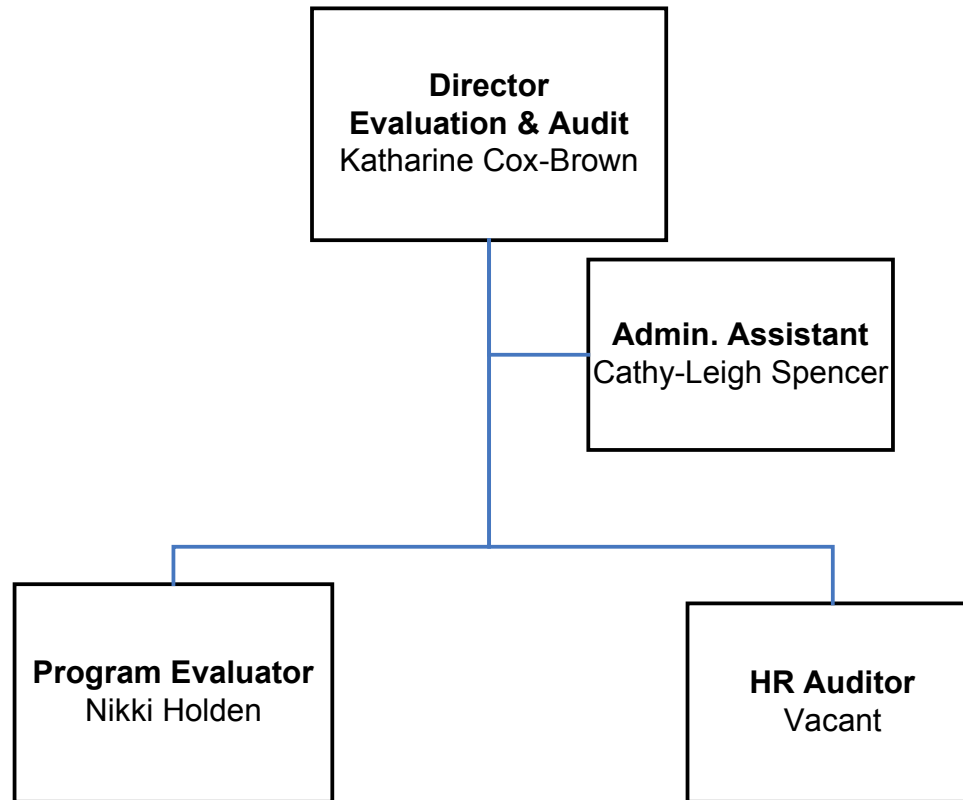 Director
Evaluation & Audit
Katharine Cox-Brown
Admin. Assistant
Cathy-Leigh Spencer
Program Evaluator
Nikki Holden
HR Auditor
Vacant